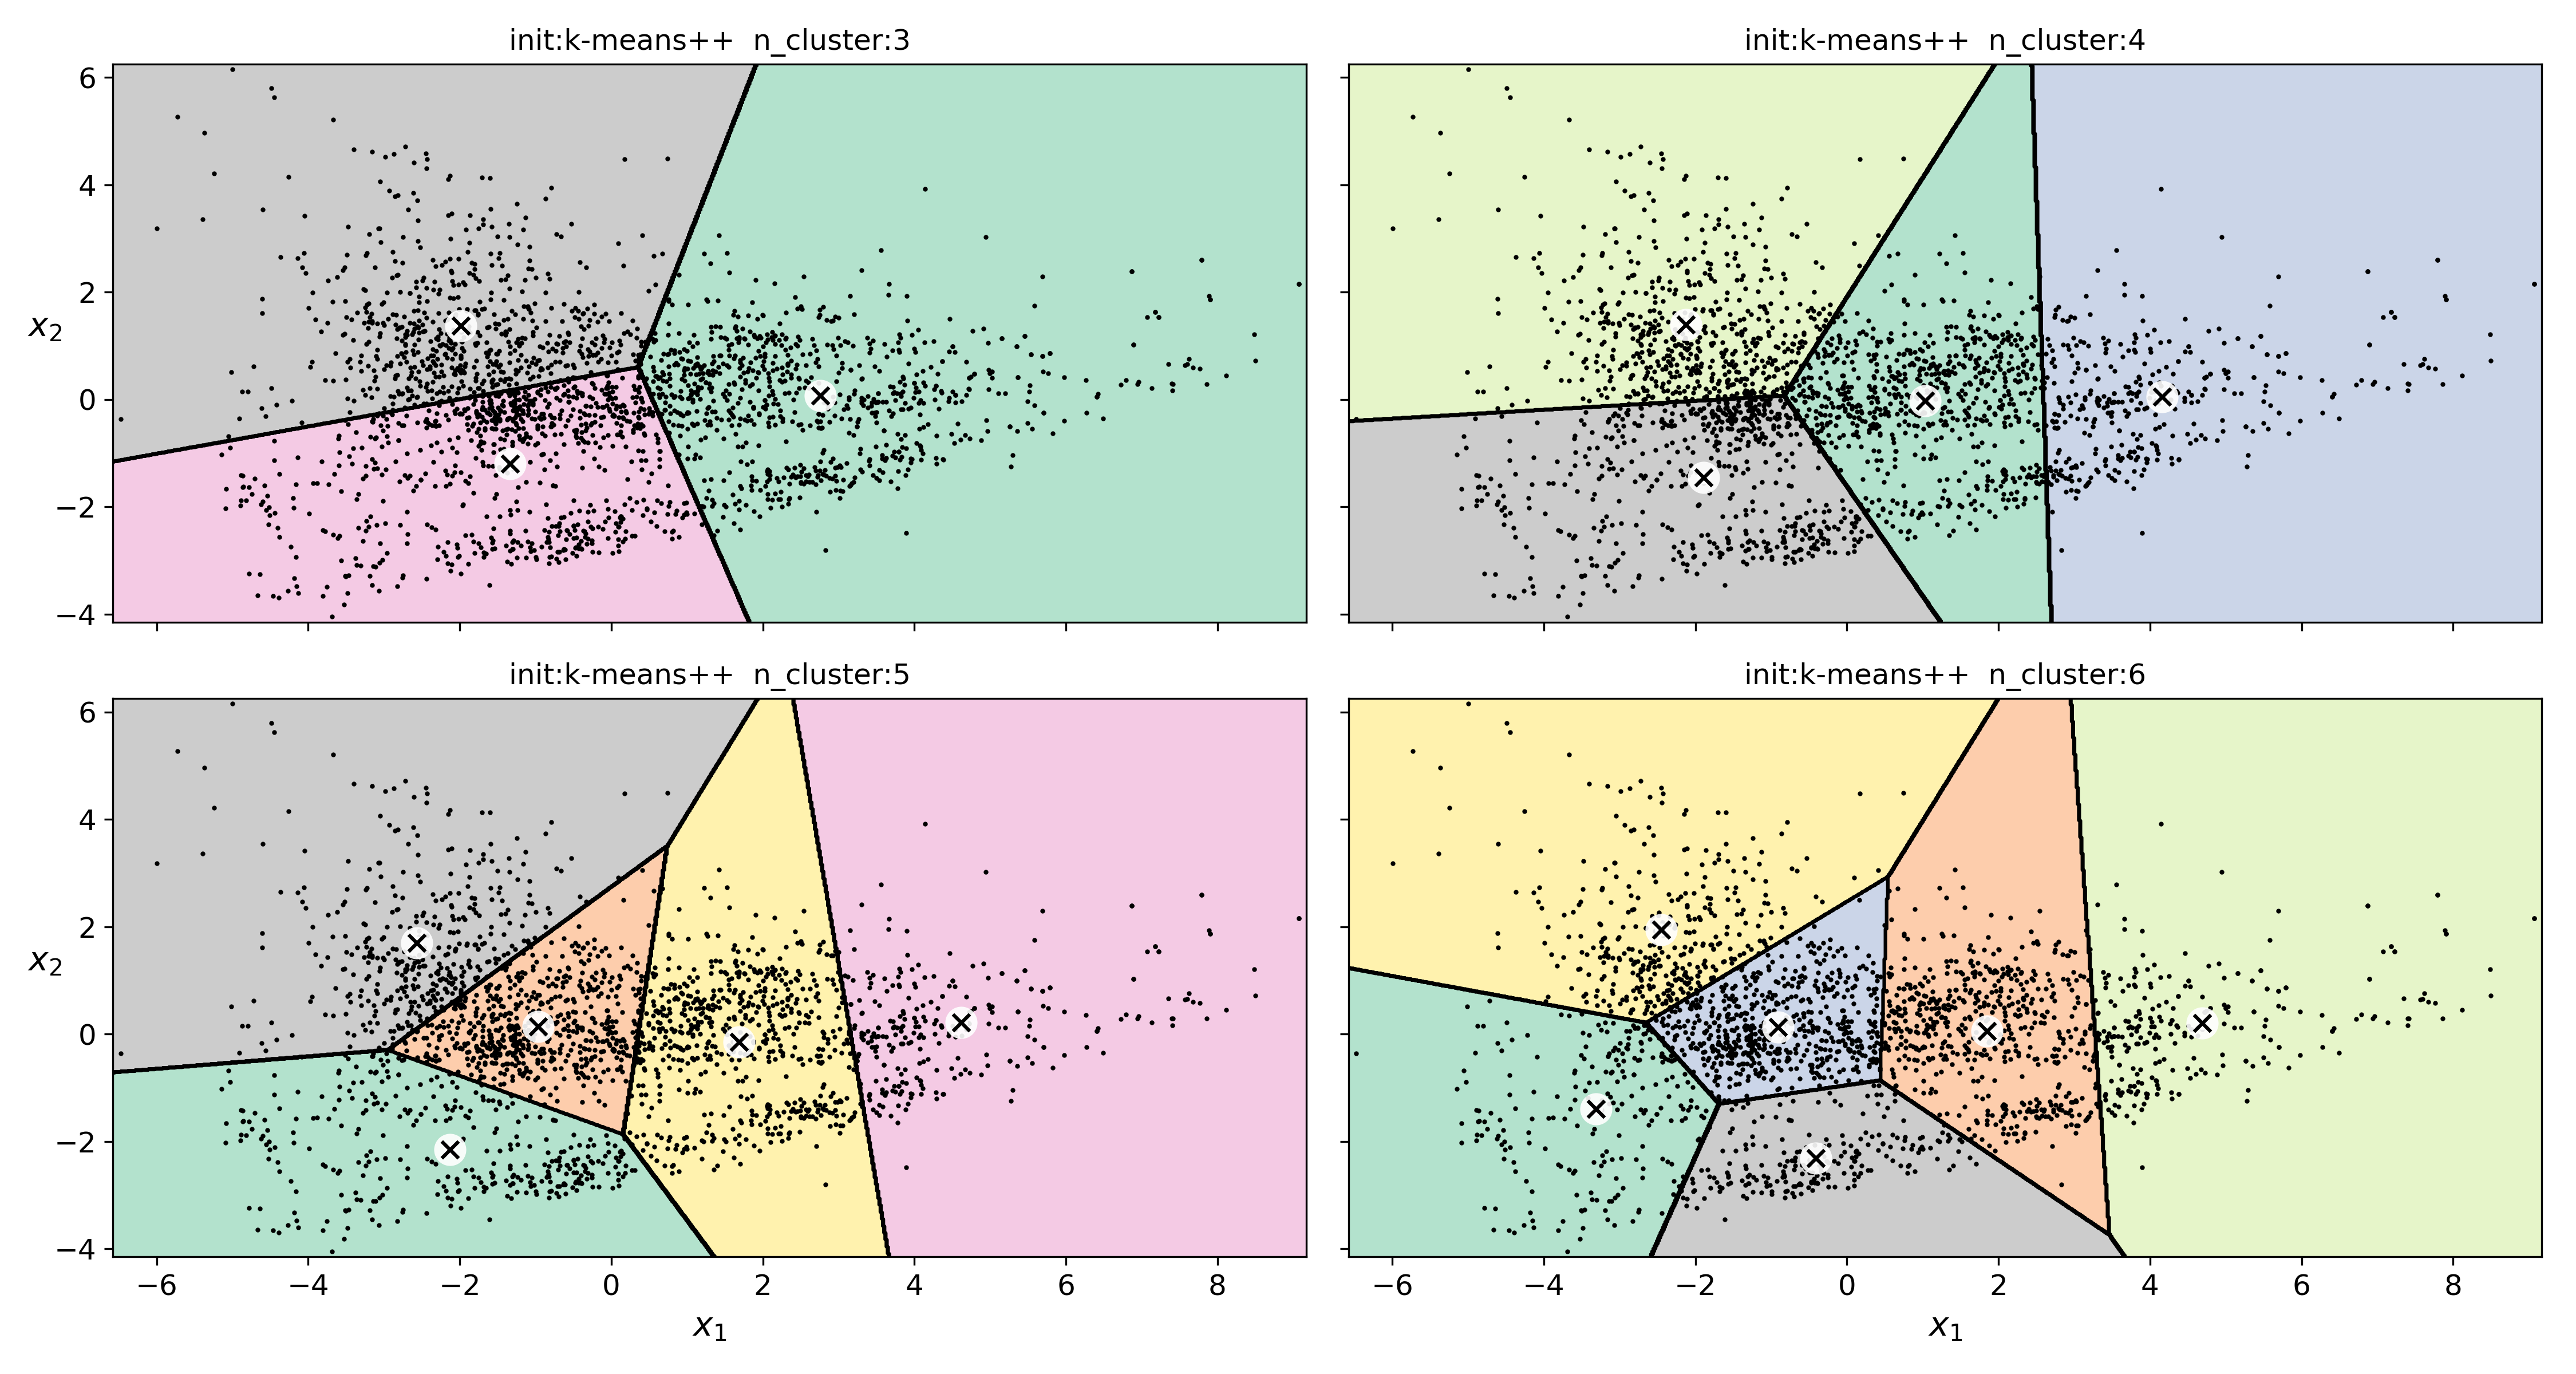 init:k-means++ n_cluster:3
init:k-means++ n_cluster:4
6
4
2
0
−2
−4
x₂
init:k-means++ n_cluster:5
init:k-means++ n_cluster:6
6
4
2
0
−2
−4
x₂
−6 −4 −2 0 2 4 6 8
−6 −4 −2 0 2 4 6 8
x₁
x₁